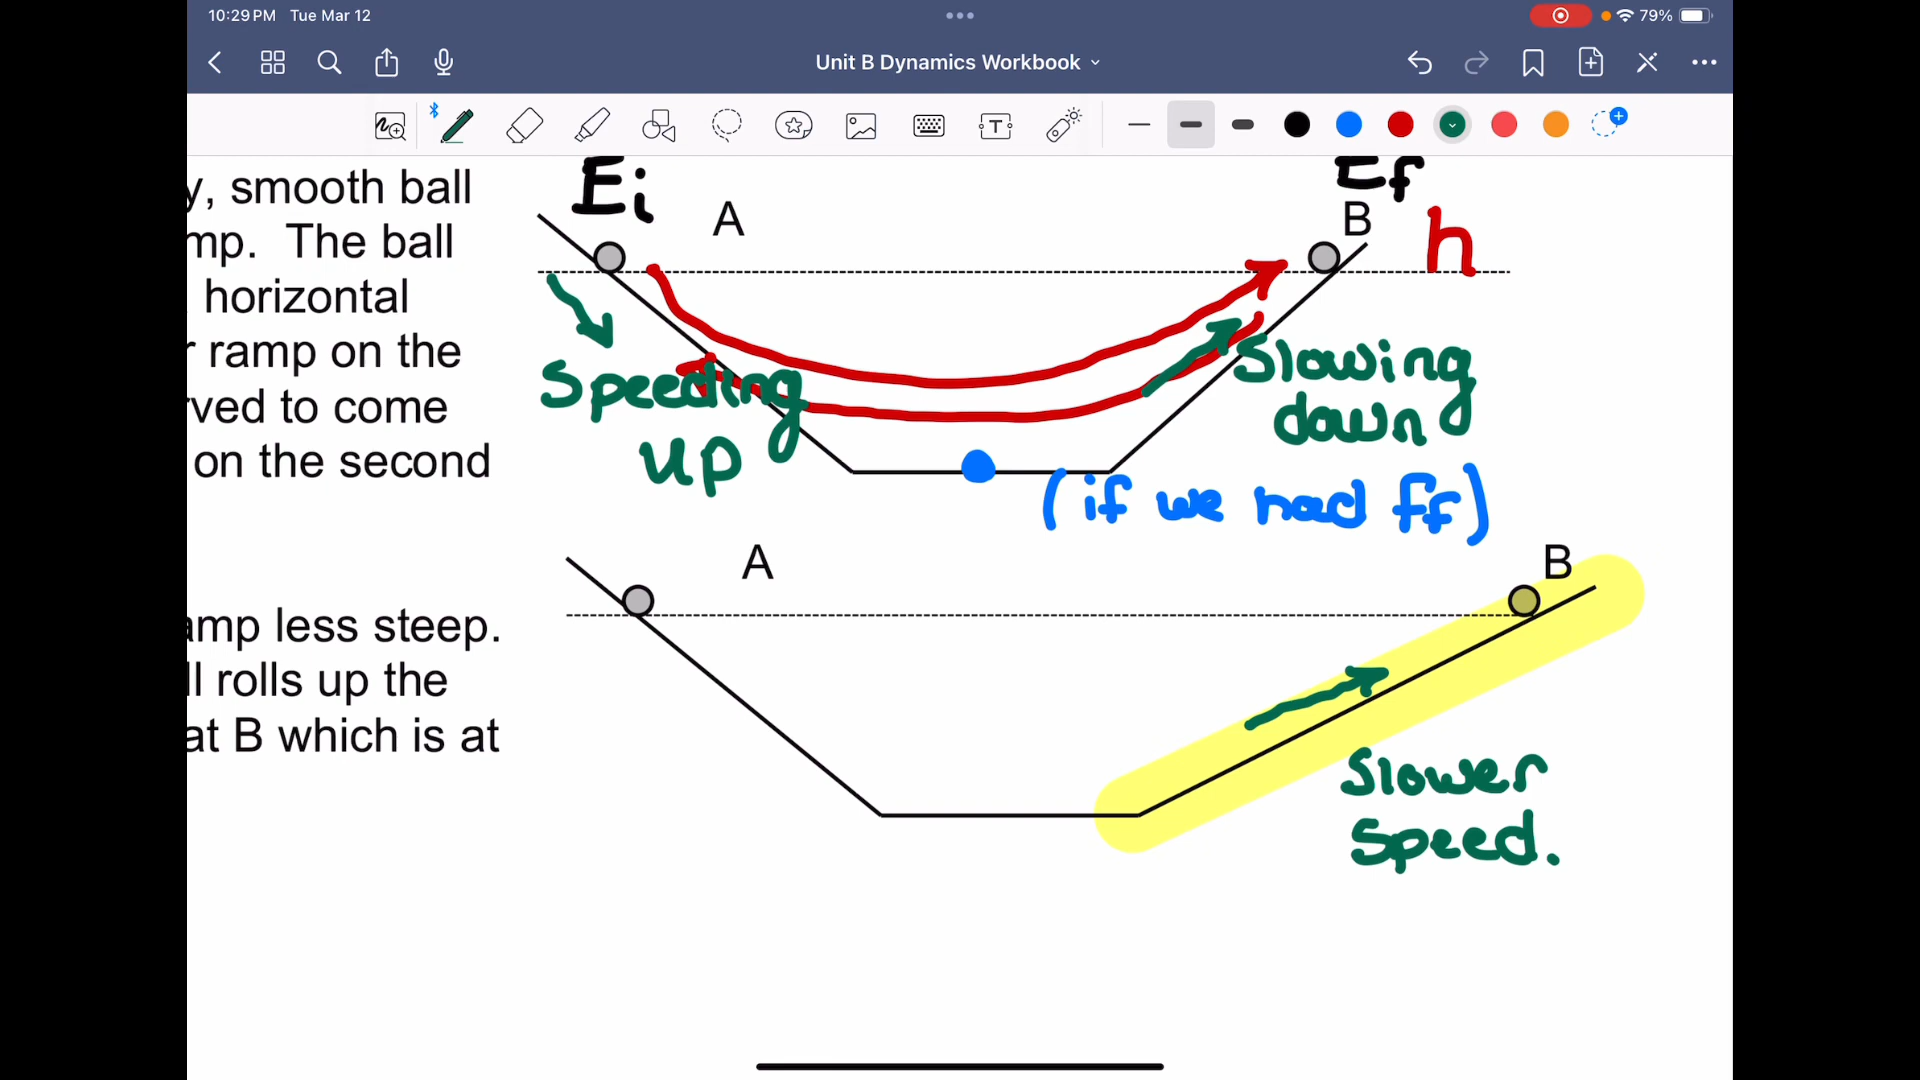 10:29 PM Tue Mar 12
79%
Unit B Dynamics Workbook
y, smooth ball
mp. The ball
horizontal
r ramp on the
ved to come
on the second
Ei
A
Ef
B
h
Speeding
up
Slowing
down
(if we had ff)
amp less steep.
ll rolls up the
at B which is at
A
B
Slower
Speed.